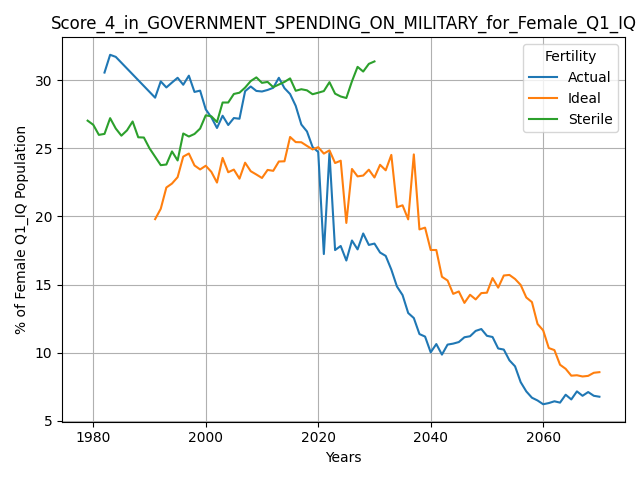 Score_4_in_GOVERNMENT_SPENDING_ON_MILITARY_for_Female_Q1_IQ
Fertility
Actual
Ideal
Sterile
% of Female Q1_IQ Population
30
25
20
15
10
5
1980
2000
2020
2040
2060
Years